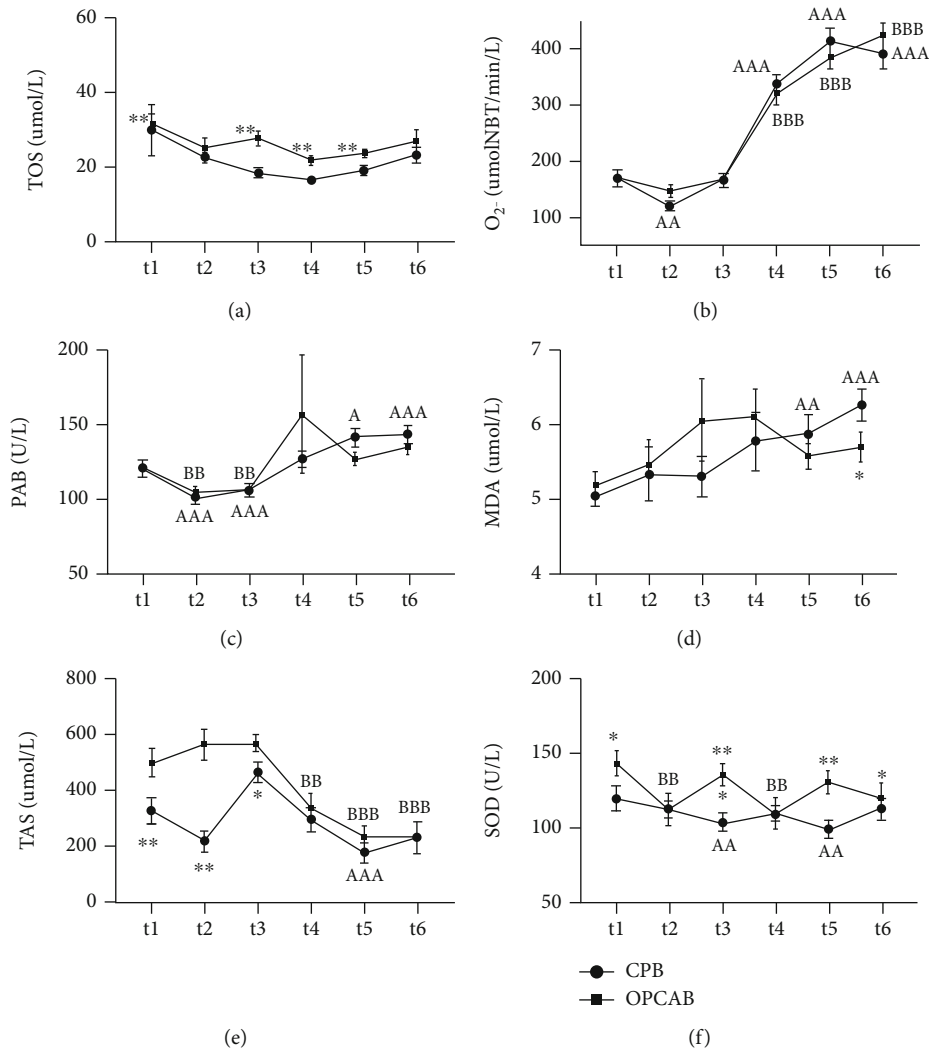 60
40
20
0
TOS (umol/L)
**
**
**
**
t1 t2 t3 t4 t5 t6
(a)
400
300
200
100
O2- (umolNBT/min/L)
AA
AAA
BBB
AAA
BBB
BBB
AAA
t1 t2 t3 t4 t5 t6
(b)
200
150
100
50
PAB (U/L)
BB
AAA
BB
AAA
A
AAA
t1 t2 t3 t4 t5 t6
(c)
7
6
5
4
MDA (umol/L)
AA
AAA
*
t1 t2 t3 t4 t5 t6
(d)
800
600
400
200
0
TAS (umol/L)
**
**
*
BB
BBB
AAA
BBB
t1 t2 t3 t4 t5 t6
(e)
200
150
100
50
SOD (U/L)
*
BB
**
*
AA
BB
**
AA
*
t1 t2 t3 t4 t5 t6
CPB
OPCAB
(f)